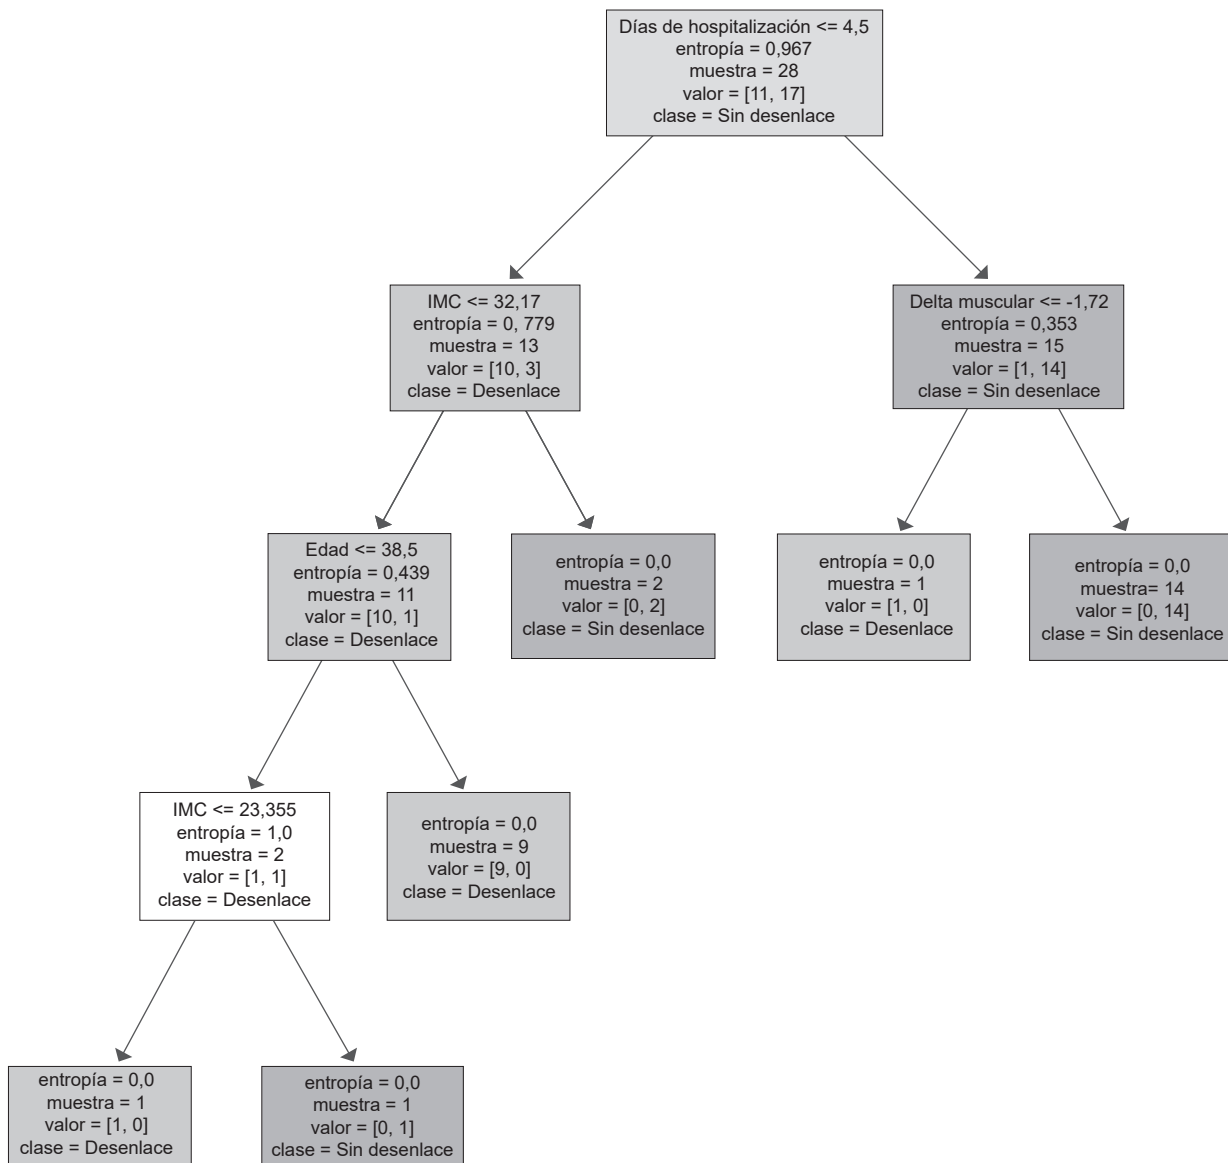 Días de hospitalización <= 4,5
entropía = 0,967
muestra = 28
valor = [11, 17]
clase = Sin desenlace
IMC <= 32,17
entropía = 0, 779
muestra = 13
valor = [10, 3]
clase = Desenlace
Delta muscular <= -1,72
entropía = 0,353
muestra = 15
valor = [1, 14]
clase = Sin desenlace
Edad <= 38,5
entropía = 0,439
muestra = 11
valor = [10, 1]
clase = Desenlace
entropía = 0,0
muestra = 2
valor = [0, 2]
clase = Sin desenlace
entropía = 0,0
muestra = 1
valor = [1, 0]
clase = Desenlace
entropía = 0,0
muestra= 14
valor = [0, 14]
clase = Sin desenlace
IMC <= 23,355
entropía = 1,0
muestra = 2
valor = [1, 1]
clase = Desenlace
entropía = 0,0
muestra = 9
valor = [9, 0]
clase = Desenlace
entropía = 0,0
muestra = 1
valor = [1, 0]
clase = Desenlace
entropía = 0,0
muestra = 1
valor = [0, 1]
clase = Sin desenlace